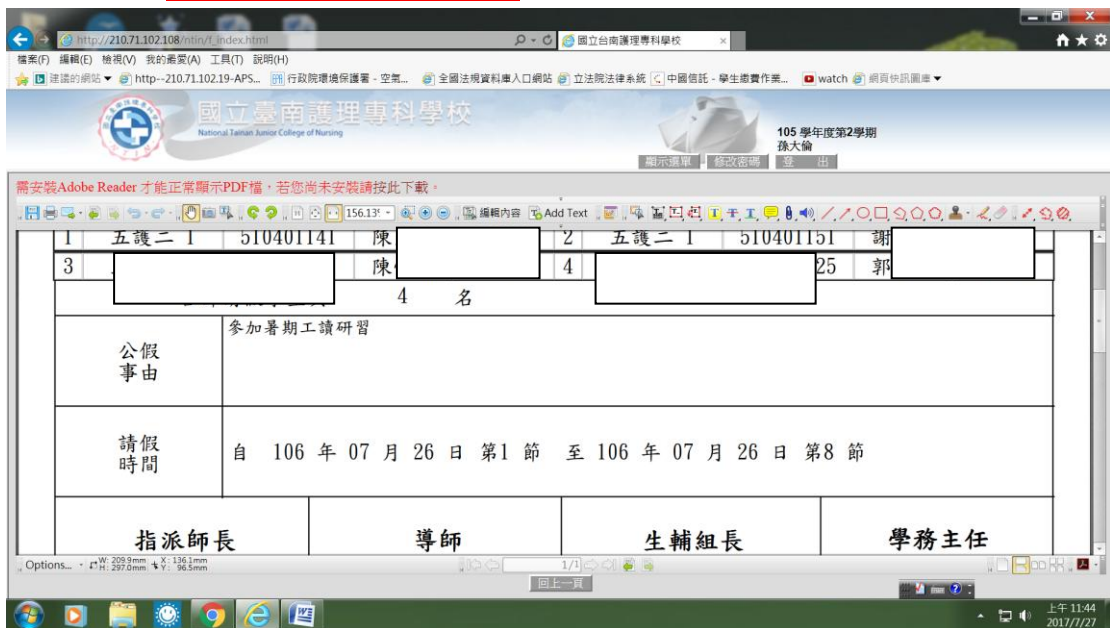 http://210.71.102.108/ntin/f_index.html
國立台南護理專科學校
檔案(F) 編輯(E) 檢視(V) 我的最愛(A) 工具(T) 說明(H)
建議的網站 http--210.71.102.19-APS... 行政院環境保護署 - 空氣... 全國法規資料庫入口網站 立法院法律系統 中國信託 - 學生繳費作業... watch 網頁快訊圖庫
國立臺南護理專科學校
National Tainan Junior College of Nursing
105 學年度第2學期
孫大倫
顯示選單 修改密碼 登 出
需安裝Adobe Reader 才能正常顯示PDF檔，若您尚未安裝請按此下載。
156.13% 編輯內容 Add Text
1 五護二 1 510401141 陳 2 五護二 1 510401151 謝
3 陳 4 25 郭
4 名
公假事由 參加暑期工讀研習
請假時間 自 106 年 07 月 26 日 第1 節 至 106 年 07 月 26 日 第8 節
指派師長 導師 生輔組長 學務主任
Options... W: 209.9mm H: 297.0mm X: 136.1mm Y: 96.5mm 1/1
回上一頁
上午 11:44
2017/7/27